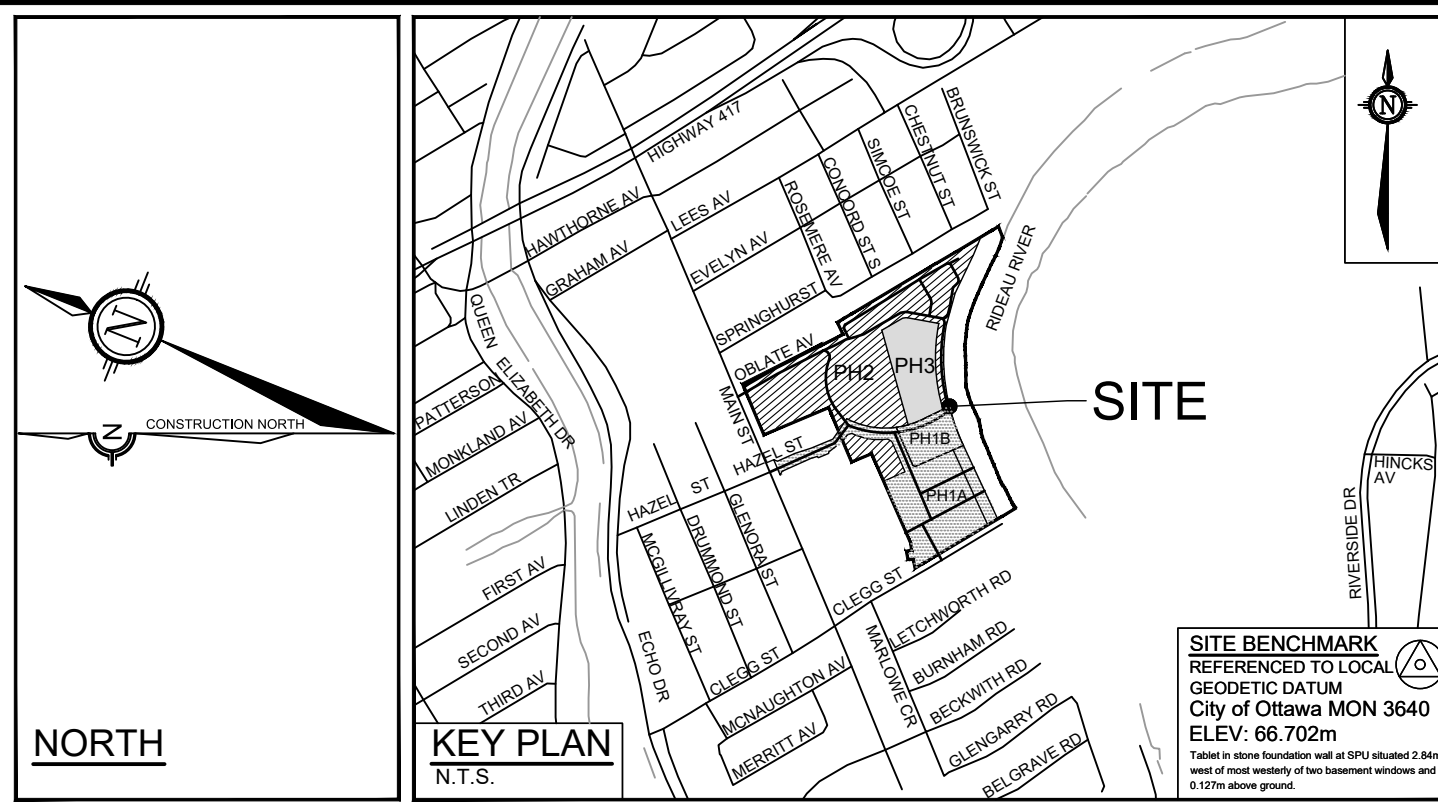 N
N
CONSTRUCTION NORTH
NORTH
HIGHWAY 417
BRUNSWICK ST
CHESTNUT ST
SIMCOE ST
CONCORD ST S
ROSEMERE AV
HAWTHORNE AV
LEES AV
GRAHAM AV
EVELYN AV
SPRINGHURST
OBLATE AV
QUEEN ELIZABETH DR
RIDEAU RIVER
PH2
PH3
PH1B
PH1A
SITE
MAIN ST
HAZEL ST
HAZEL ST
PATTERSON
MONKLAND AV
LINDEN TR
GLENORA ST
DRUMMOND ST
MCGILLIVRAY ST
FIRST AV
SECOND AV
THIRD AV
ECHO DR
CLEGG ST
CLEGG ST
MCNAUGHTON AV
MERRITT AV
MARLOWE CR
LETCHWORTH RD
BURNHAM RD
BECKWITH RD
GLENGARRY RD
BELGRAVE RD
KEY PLAN
N.T.S.
N
HINCKS
AV
RIVERSIDE DR
SITE BENCHMARK
REFERENCED TO LOCAL
GEODETIC DATUM
City of Ottawa MON 3640
ELEV: 66.702m
Tablet in stone foundation wall at SPU situated 2.84m
west of most westerly of two basement windows and
0.127m above ground.